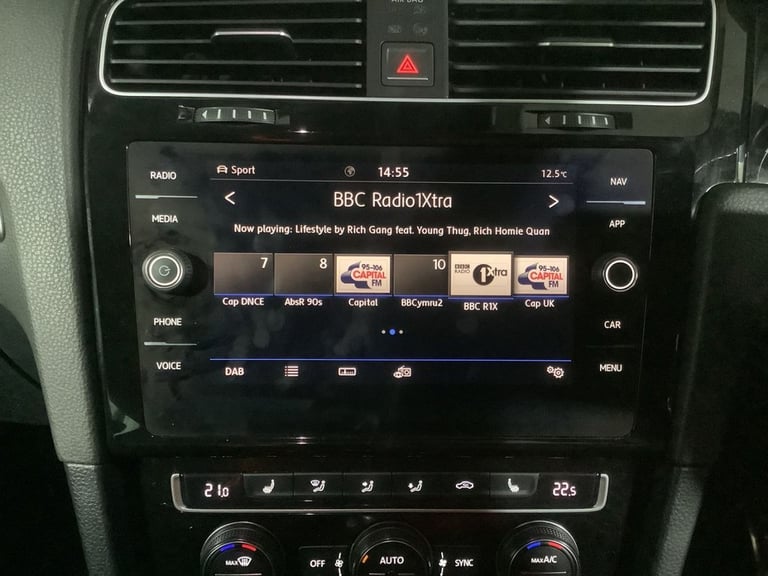 AIR BAG
RADIO
MEDIA
PHONE
VOICE
Sport 14:55 12.5°C
< BBC Radio1Xtra >
Now playing: Lifestyle by Rich Gang feat. Young Thug, Rich Homie Quan
7 8 95-106 CAPITAL FM 10 BBC RADIO 1Xtra 95-106 CAPITAL FM
Cap DNCE AbsR 90s Capital BBCymru2 BBC R1X Cap UK
DAB
NAV
APP
CAR
MENU
21.0 22.5
MAX OFF AUTO SYNC MAX A/C